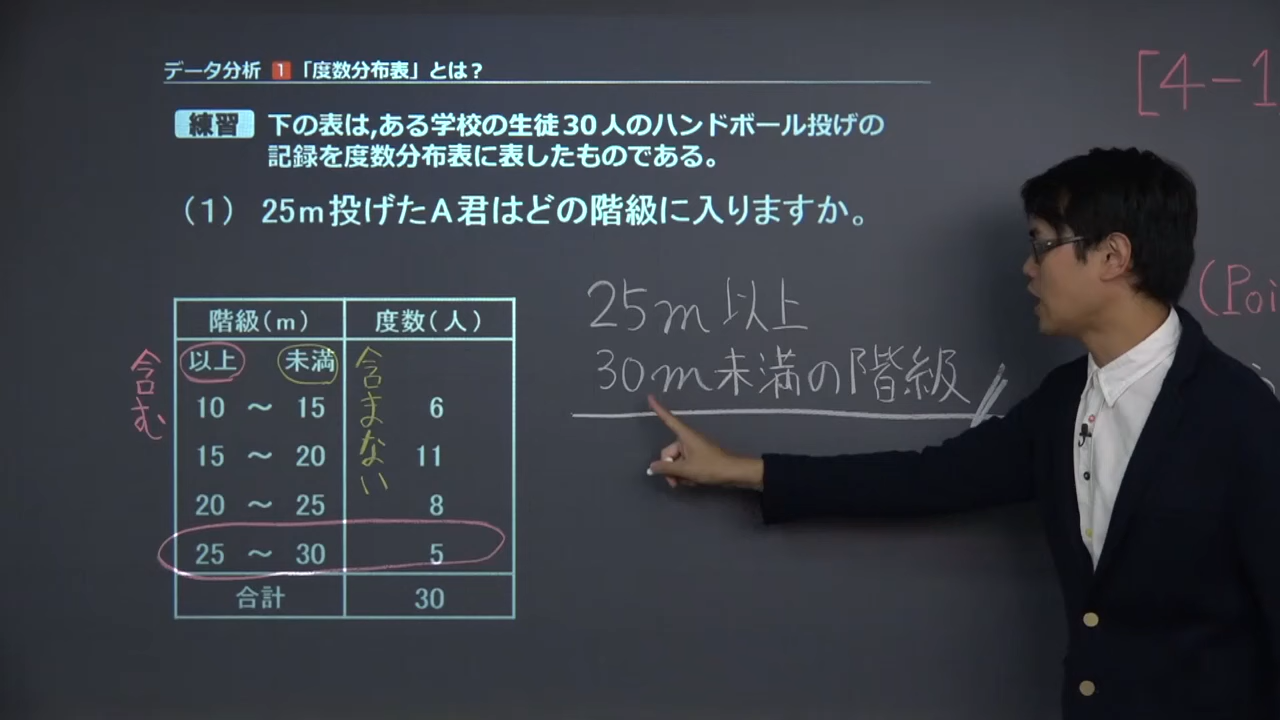 データ分析 1 「度数分布表」とは?
練習 下の表は,ある学校の生徒30人のハンドボール投げの
記録を度数分布表に表したものである。
(1) 25m投げたA君はどの階級に入りますか。
階級(m) 度数(人)
以上 未満
10 ～ 15 6
15 ～ 20 11
20 ～ 25 8
25 ～ 30 5
合計 30
含む
含まない
25m以上
30m未満の階級
[4-1
(Poi